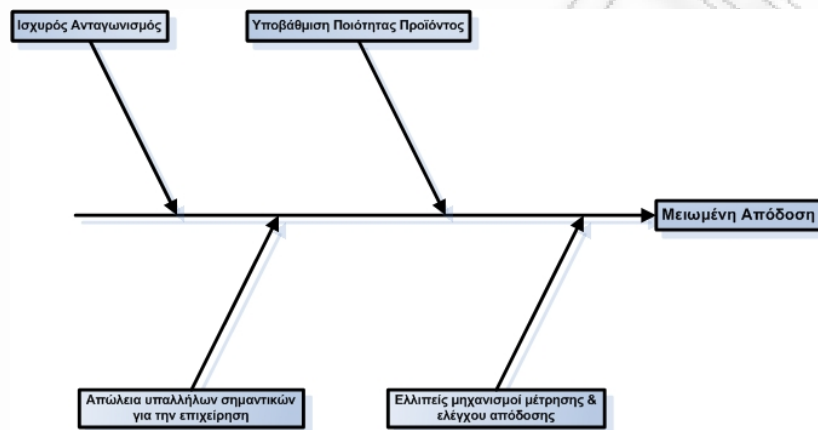 Ισχυρός Ανταγωνισμός
Υποβάθμιση Ποιότητας Προϊόντος
Μειωμένη Απόδοση
Απώλεια υπαλλήλων σημαντικών
για την επιχείρηση
Ελλιπείς μηχανισμοί μέτρησης &
ελέγχου απόδοσης